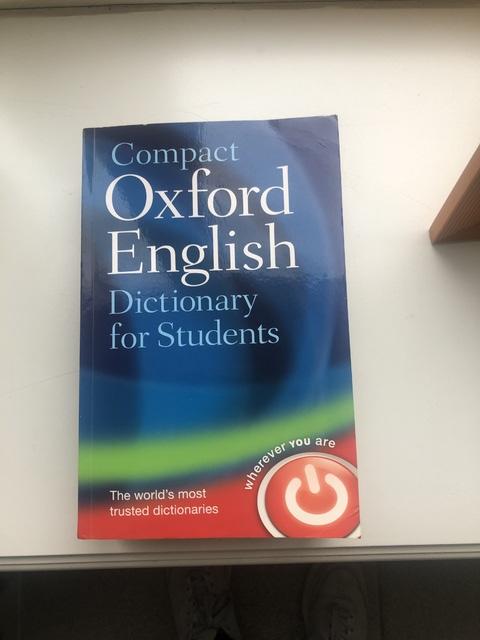 Compact
Oxford
English
Dictionary
for Students
wherever YOU are
The world's most
trusted dictionaries